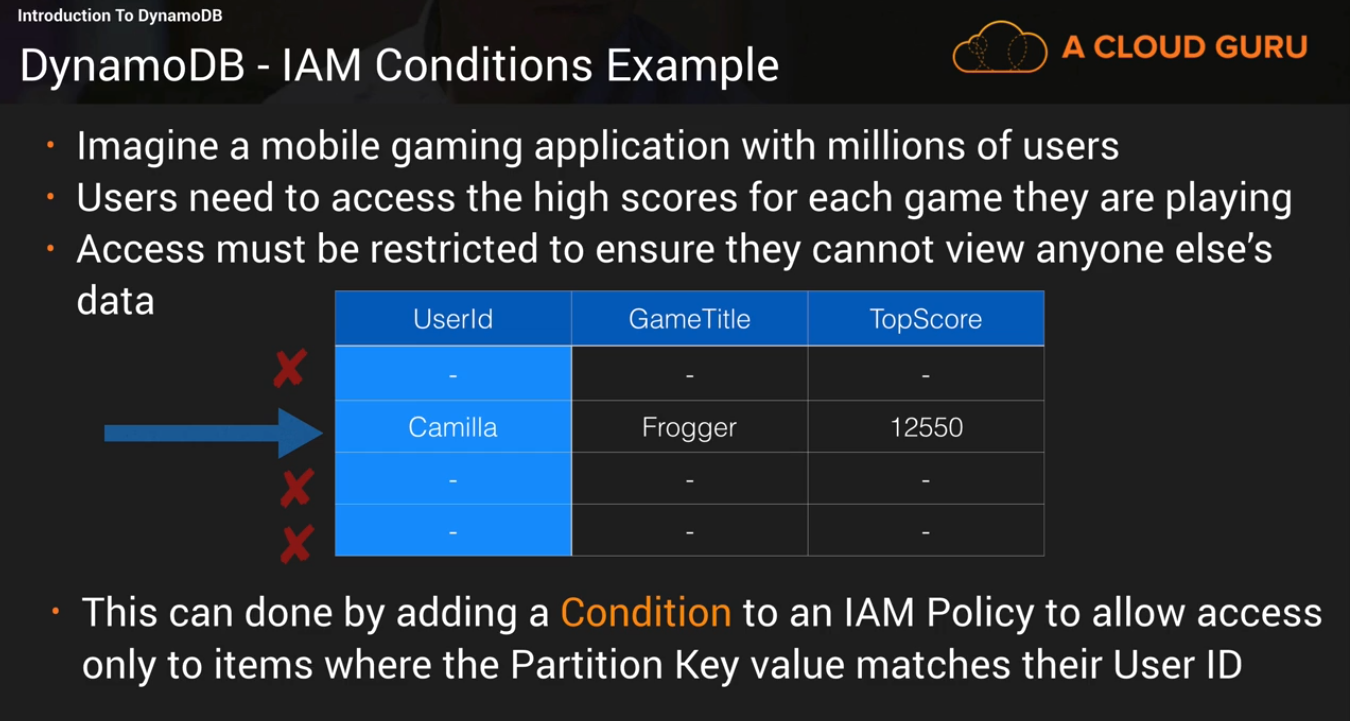 Introduction To DynamoDB
DynamoDB - IAM Conditions Example
A CLOUD GURU
• Imagine a mobile gaming application with millions of users
• Users need to access the high scores for each game they are playing
• Access must be restricted to ensure they cannot view anyone else’s
data
UserId GameTitle TopScore
- - -
Camilla Frogger 12550
- - -
- - -
• This can done by adding a Condition to an IAM Policy to allow access
only to items where the Partition Key value matches their User ID